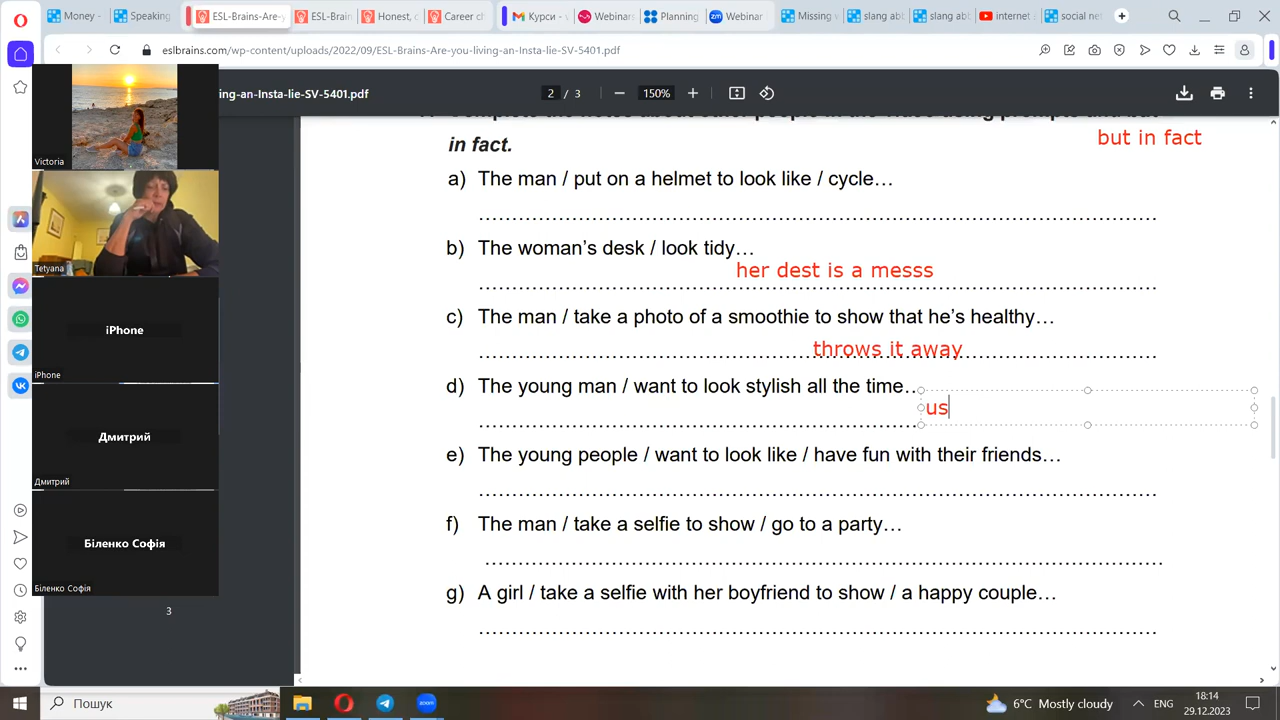 Money -
Speaking
ESL-Brains-Are-y
ESL-Brain
Honest, c
Career ch
Курси - v
Webinar
Planning
Webinar
Missing v
slang abb
slang abb
internet
social net
eslbrains.com/wp-content/uploads/2022/09/ESL-Brains-Are-you-living-an-Insta-lie-SV-5401.pdf
ng-an-Insta-lie-SV-5401.pdf
2 / 3
150%
in fact.
but in fact
a) The man / put on a helmet to look like / cycle…
b) The woman’s desk / look tidy…
her dest is a messs
c) The man / take a photo of a smoothie to show that he’s healthy…
throws it away
d) The young man / want to look stylish all the time…
us
e) The young people / want to look like / have fun with their friends…
f) The man / take a selfie to show / go to a party…
g) A girl / take a selfie with her boyfriend to show / a happy couple…
Victoria
Tetyana
iPhone
iPhone
Дмитрий
Дмитрий
Біленко Софія
Біленко Софія
3
Пошук
6°C Mostly cloudy
ENG
18:14
29.12.2023